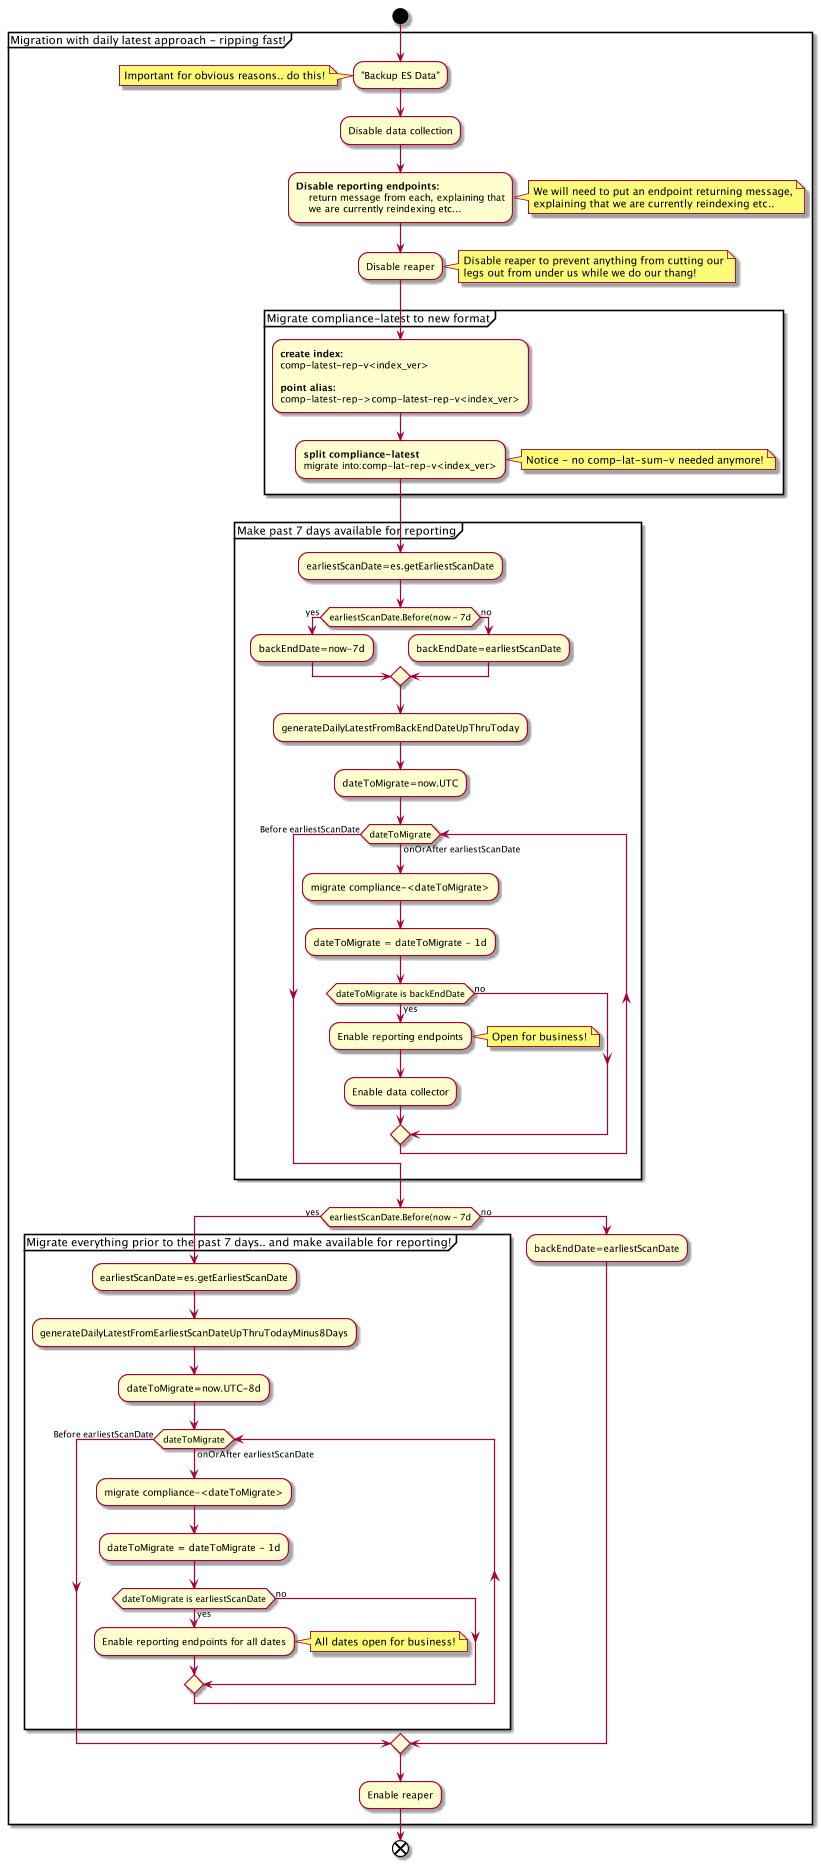 Migration with daily latest approach - ripping fast!
Important for obvious reasons.. do this!
"Backup ES Data"
Disable data collection
Disable reporting endpoints:
return message from each, explaining that
we are currently reindexing etc...
We will need to put an endpoint returning message,
explaining that we are currently reindexing etc..
Disable reaper
Disable reaper to prevent anything from cutting our
legs out from under us while we do our thang!
Migrate compliance-latest to new format
create index:
comp-latest-rep-v<index_ver>
point alias:
comp-latest-rep->comp-latest-rep-v<index_ver>
split compliance-latest
migrate into:comp-lat-rep-v<index_ver>
Notice - no comp-lat-sum-v needed anymore!
Make past 7 days available for reporting
earliestScanDate=es.getEarliestScanDate
yes
earliestScanDate.Before(now - 7d
no
backEndDate=now-7d
backEndDate=earliestScanDate
generateDailyLatestFromBackEndDateUpThruToday
dateToMigrate=now.UTC
Before earliestScanDate
dateToMigrate
onOrAfter earliestScanDate
migrate compliance-<dateToMigrate>
dateToMigrate = dateToMigrate - 1d
dateToMigrate is backEndDate
no
yes
Enable reporting endpoints
Open for business!
Enable data collector
yes
earliestScanDate.Before(now - 7d
no
Migrate everything prior to the past 7 days.. and make available for reporting!
backEndDate=earliestScanDate
earliestScanDate=es.getEarliestScanDate
generateDailyLatestFromEarliestScanDateUpThruTodayMinus8Days
dateToMigrate=now.UTC-8d
Before earliestScanDate
dateToMigrate
onOrAfter earliestScanDate
migrate compliance-<dateToMigrate>
dateToMigrate = dateToMigrate - 1d
dateToMigrate is earliestScanDate
no
yes
Enable reporting endpoints for all dates
All dates open for business!
Enable reaper